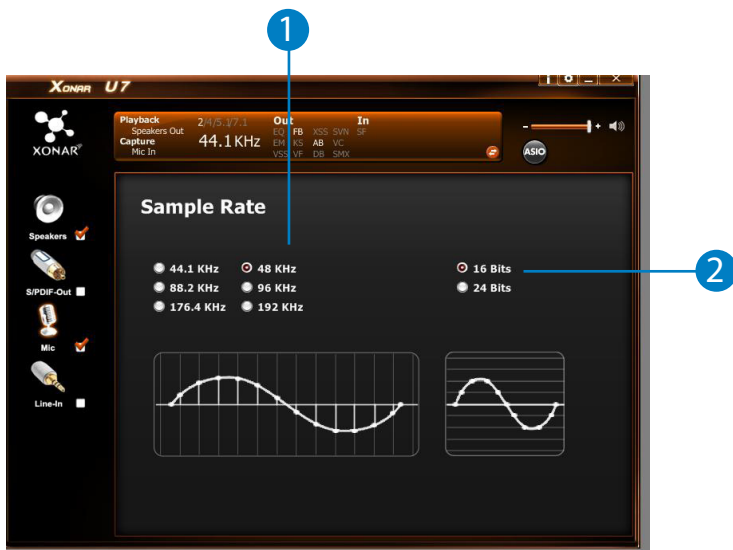 1
XONAR U7
Playback 2/4/5.1/7.1 Out In
Speakers Out EQ FB XSS SVN SF
Capture 44.1KHz EM KS AB VC
Mic In VSS VF DB SMX
- +
XONAR®
ASIO
Sample Rate
Speakers
44.1 KHz 48 KHz 16 Bits
2
88.2 KHz 96 KHz 24 Bits
S/PDIF-Out
176.4 KHz 192 KHz
Mic
Line-In